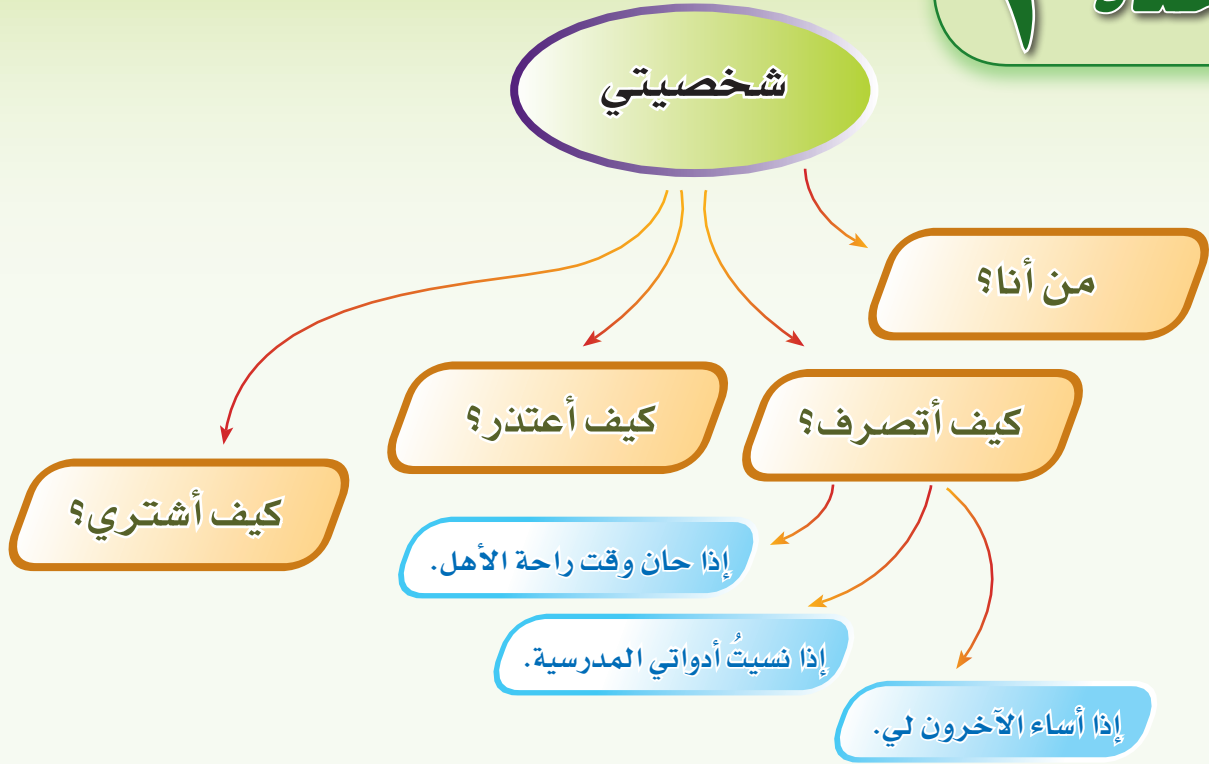 ١
شخصيتي
من أنا؟
كيف أتصرف؟
كيف أعتذر؟
كيف أشتري؟
إذا حان وقت راحة الأهل.
إذا نسيتُ أدواتي المدرسية.
إذا أساء الآخرون لي.